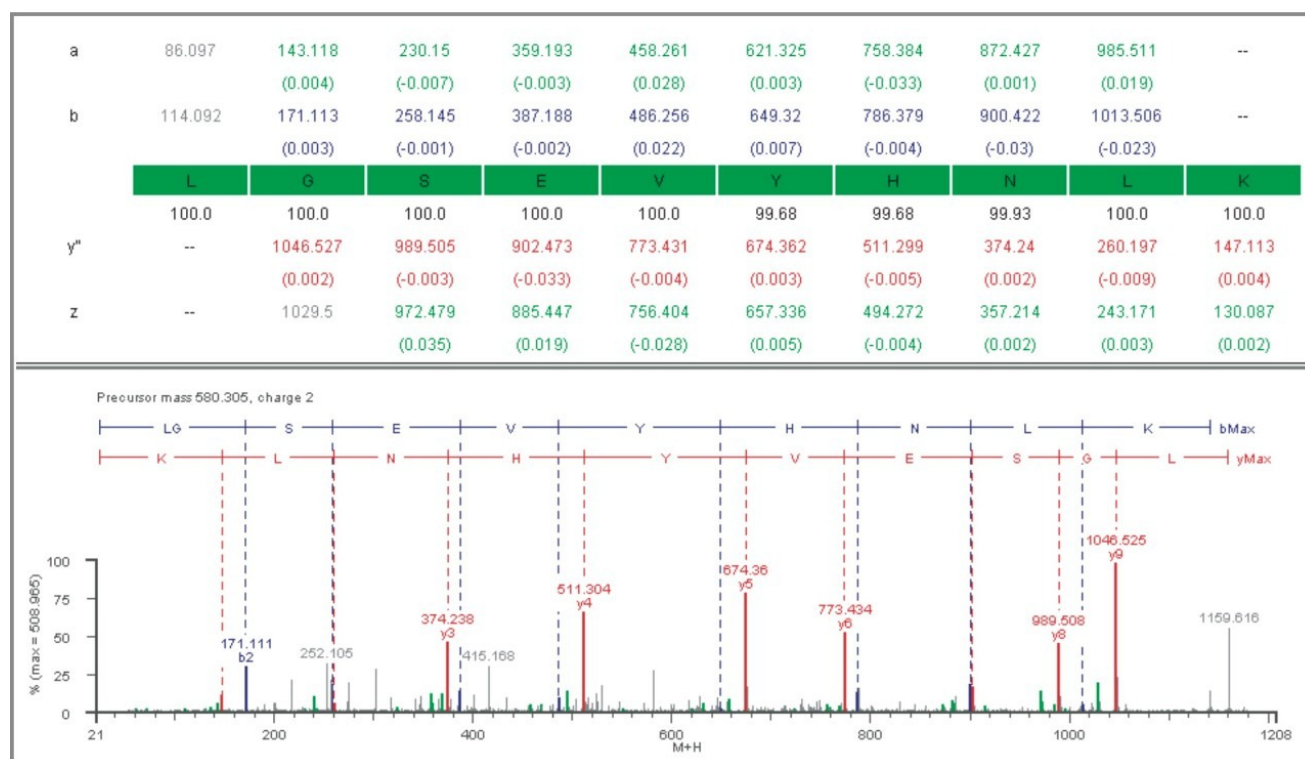 a 86.097 143.118 230.15 359.193 458.261 621.325 758.384 872.427 985.511 --
(0.004) (-0.007) (-0.003) (0.028) (0.003) (-0.033) (0.001) (0.019)
b 114.092 171.113 258.145 387.188 486.256 649.32 786.379 900.422 1013.506 --
(0.003) (-0.001) (-0.002) (0.022) (0.007) (-0.004) (-0.03) (-0.023)
L G S E V Y H N L K
100.0 100.0 100.0 100.0 100.0 99.68 99.68 99.93 100.0 100.0
y" -- 1046.527 989.505 902.473 773.431 674.362 511.299 374.24 260.197 147.113
(0.002) (-0.003) (-0.033) (-0.004) (0.003) (-0.005) (0.002) (-0.009) (0.004)
z -- 1029.5 972.479 885.447 756.404 657.336 494.272 357.214 243.171 130.087
(0.035) (0.019) (-0.028) (0.005) (-0.004) (0.002) (0.003) (0.002)
Precursor mass 580.305, charge 2
LG S E V Y H N L K bMax
K L N H Y V E S G L yMax
% (max = 508.965)
100
75
50
25
0
171.111
b2
252.105
374.238
y3
415.168
511.304
y4
674.36
y5
773.434
y6
989.508
y8
1046.525
y9
1159.616
21 200 400 600 800 1000 1208
M+H